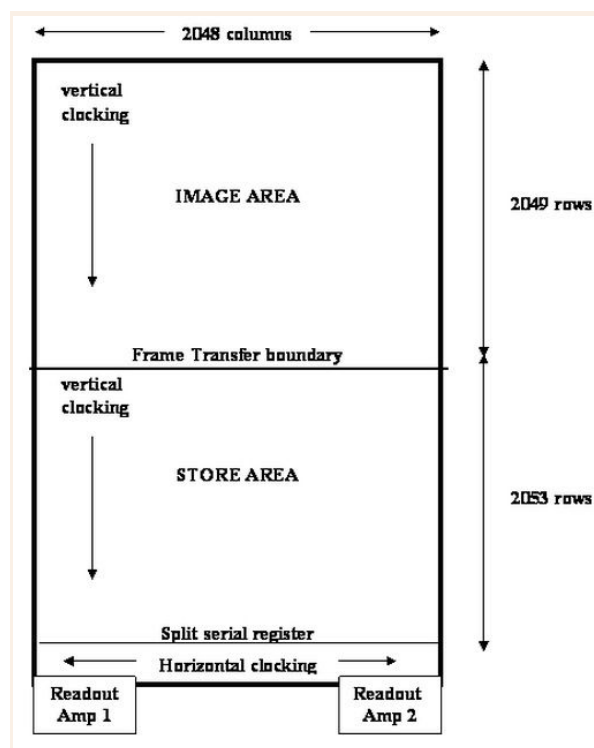 2048 columns
vertical
clocking
IMAGE AREA
2049 rows
Frame Transfer boundary
vertical
clocking
STORE AREA
2053 rows
Split serial register
Horizontal clocking
Readout
Amp 1
Readout
Amp 2